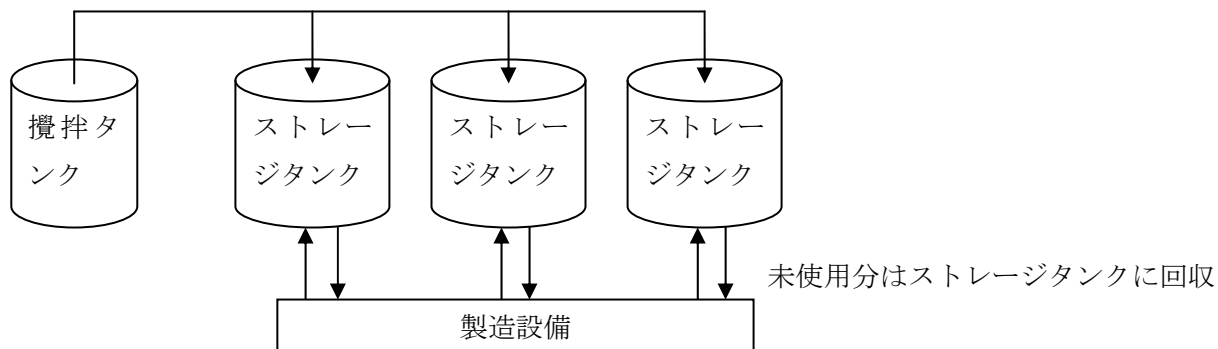 攪拌タ
ンク
ストレー
ジタンク
ストレー
ジタンク
ストレー
ジタンク
未使用分はストレージタンクに回収
製造設備